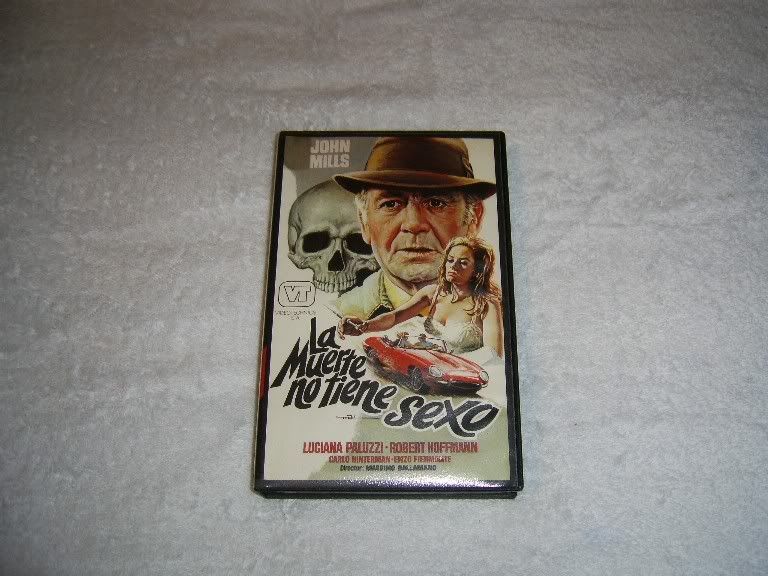 JOHN
MILLS
VT
La
Muerte
no tiene sexo
LUCIANA PALUZZI · ROBERT HOFFMANN
CARLO HINTERMAN · ENZO FIERMONTE
Director: MASSIMO DALLAMANO